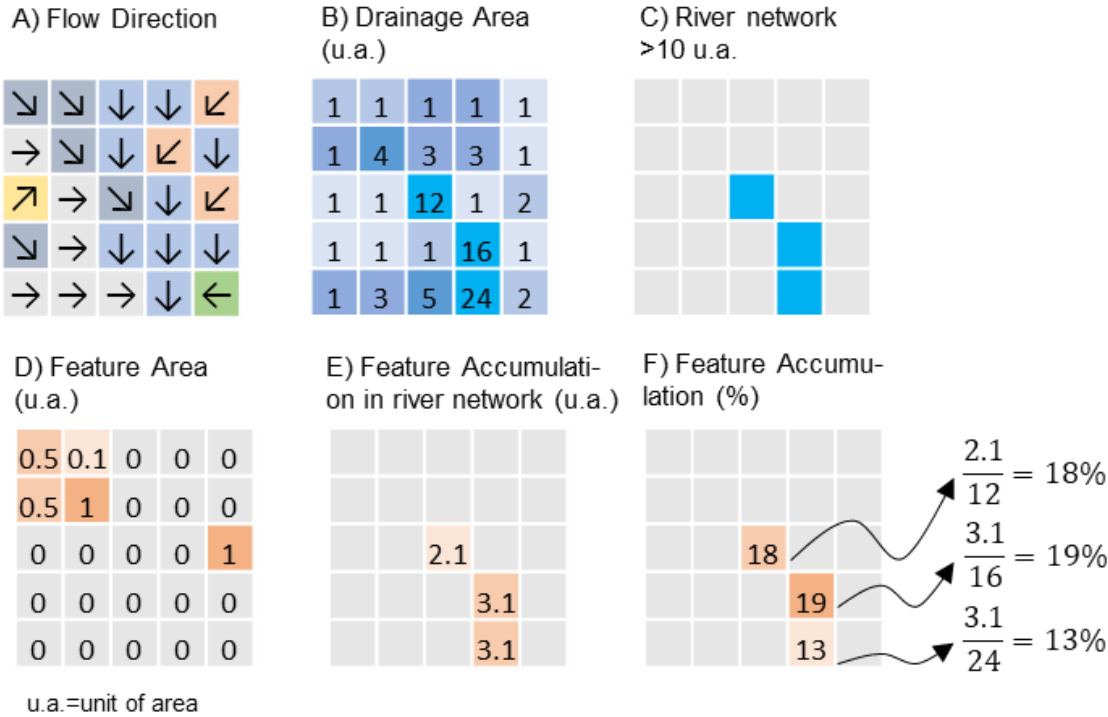 A) Flow Direction
B) Drainage Area
(u.a.)
C) River network
>10 u.a.
↘ ↘ ↓ ↓ ↙
→ ↘ ↓ ↙ ↓
↗ → ↘ ↓ ↙
↘ → ↓ ↓ ↓
→ → → ↓ ←
1 1 1 1 1
1 4 3 3 1
1 1 12 1 2
1 1 1 16 1
1 3 5 24 2
D) Feature Area
(u.a.)
E) Feature Accumulati-
on in river network (u.a.)
F) Feature Accumu-
lation (%)
0.5 0.1 0 0 0
0.5 1 0 0 0
0 0 0 0 1
0 0 0 0 0
0 0 0 0 0
2.1
3.1
3.1
18
19
13
2.1/12 = 18%
3.1/16 = 19%
3.1/24 = 13%
u.a.=unit of area